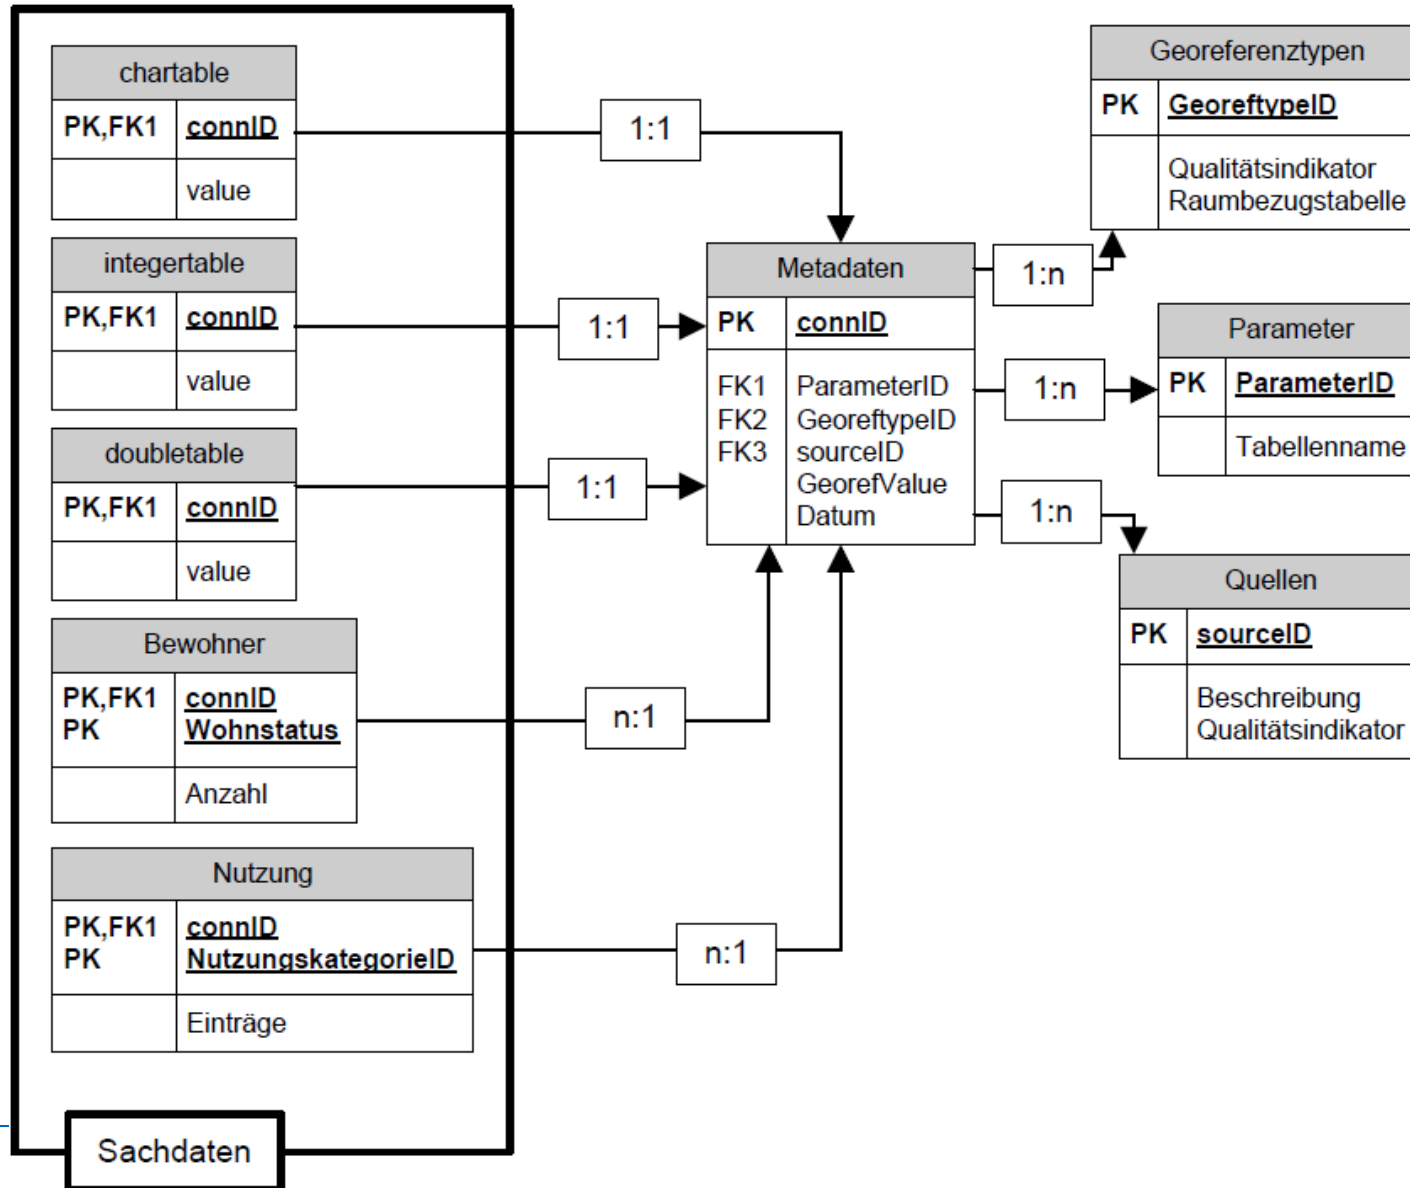 chartable
PK,FK1 connID
value
1:1
integertable
PK,FK1 connID
value
1:1
doubletable
PK,FK1 connID
value
1:1
Bewohner
PK,FK1 connID
PK Wohnstatus
Anzahl
n:1
Nutzung
PK,FK1 connID
PK NutzungskategorieID
Einträge
n:1
Sachdaten
Metadaten
PK connID
FK1 ParameterID
FK2 GeoreftypeID
FK3 sourceID
GeorefValue
Datum
1:n
Georeferenztypen
PK GeoreftypeID
Qualitätsindikator
Raumbezugstabelle
1:n
Parameter
PK ParameterID
Tabellenname
1:n
Quellen
PK sourceID
Beschreibung
Qualitätsindikator